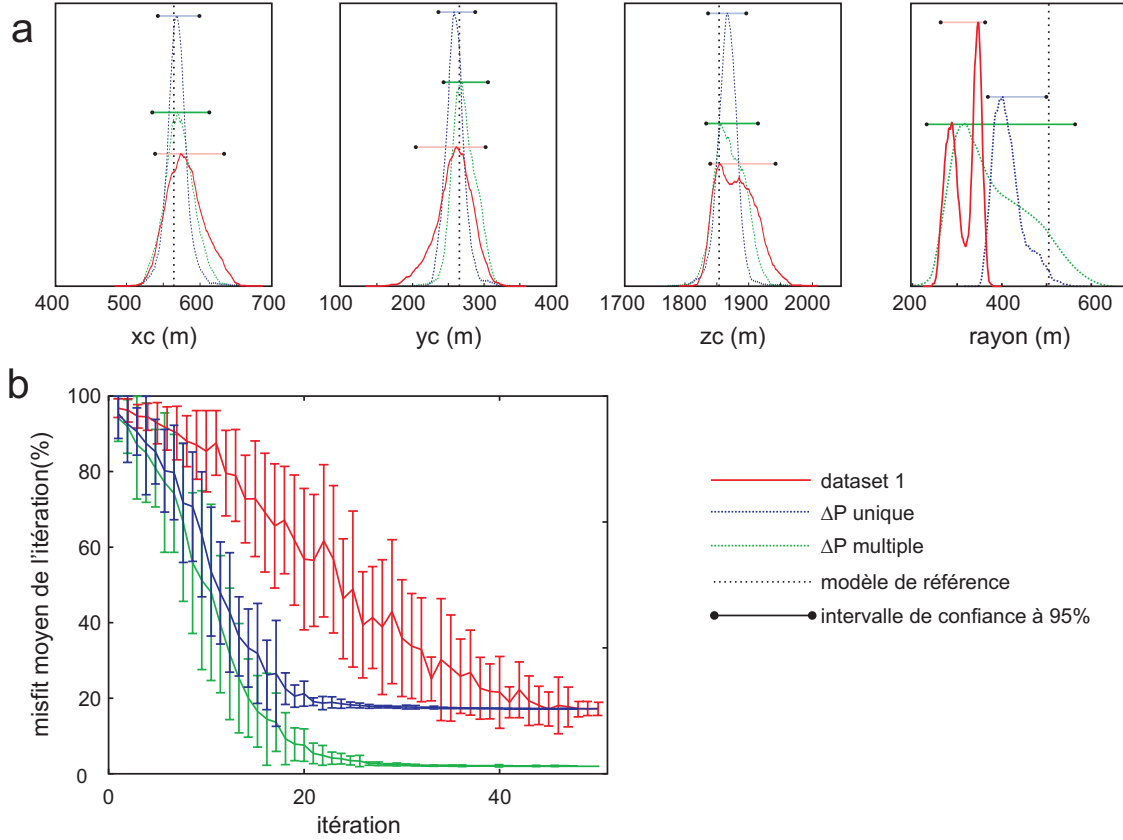 a
400 500 600 700
xc (m)
100 200 300 400
yc (m)
1700 1800 1900 2000
zc (m)
200 400 600
rayon (m)
b
misfit moyen de l'itération(%)
100
80
60
40
20
0
0 20 40
itération
dataset 1
ΔP unique
ΔP multiple
modèle de référence
intervalle de confiance à 95%